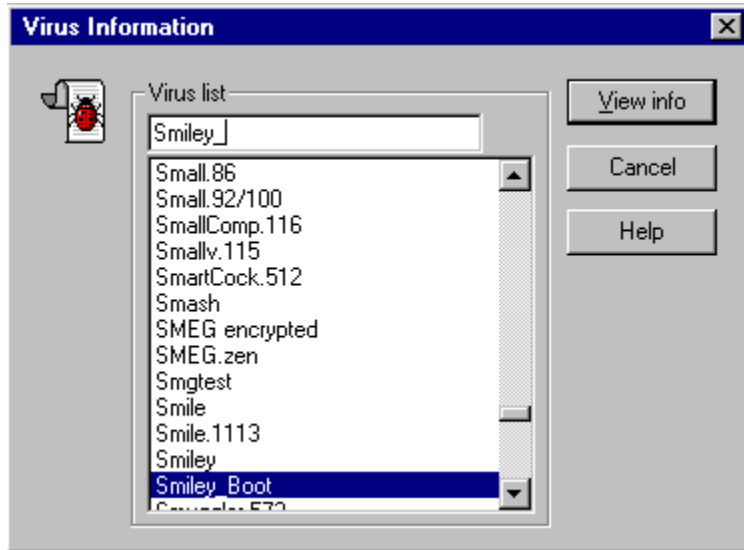 Virus Information
Virus list
Smiley_
Small.86
Small.92/100
SmallComp.116
Smallv.115
SmartCock.512
Smash
SMEG encrypted
SMEG.zen
Smgtest
Smile
Smile.1113
Smiley
Smiley_Boot
View info
Cancel
Help